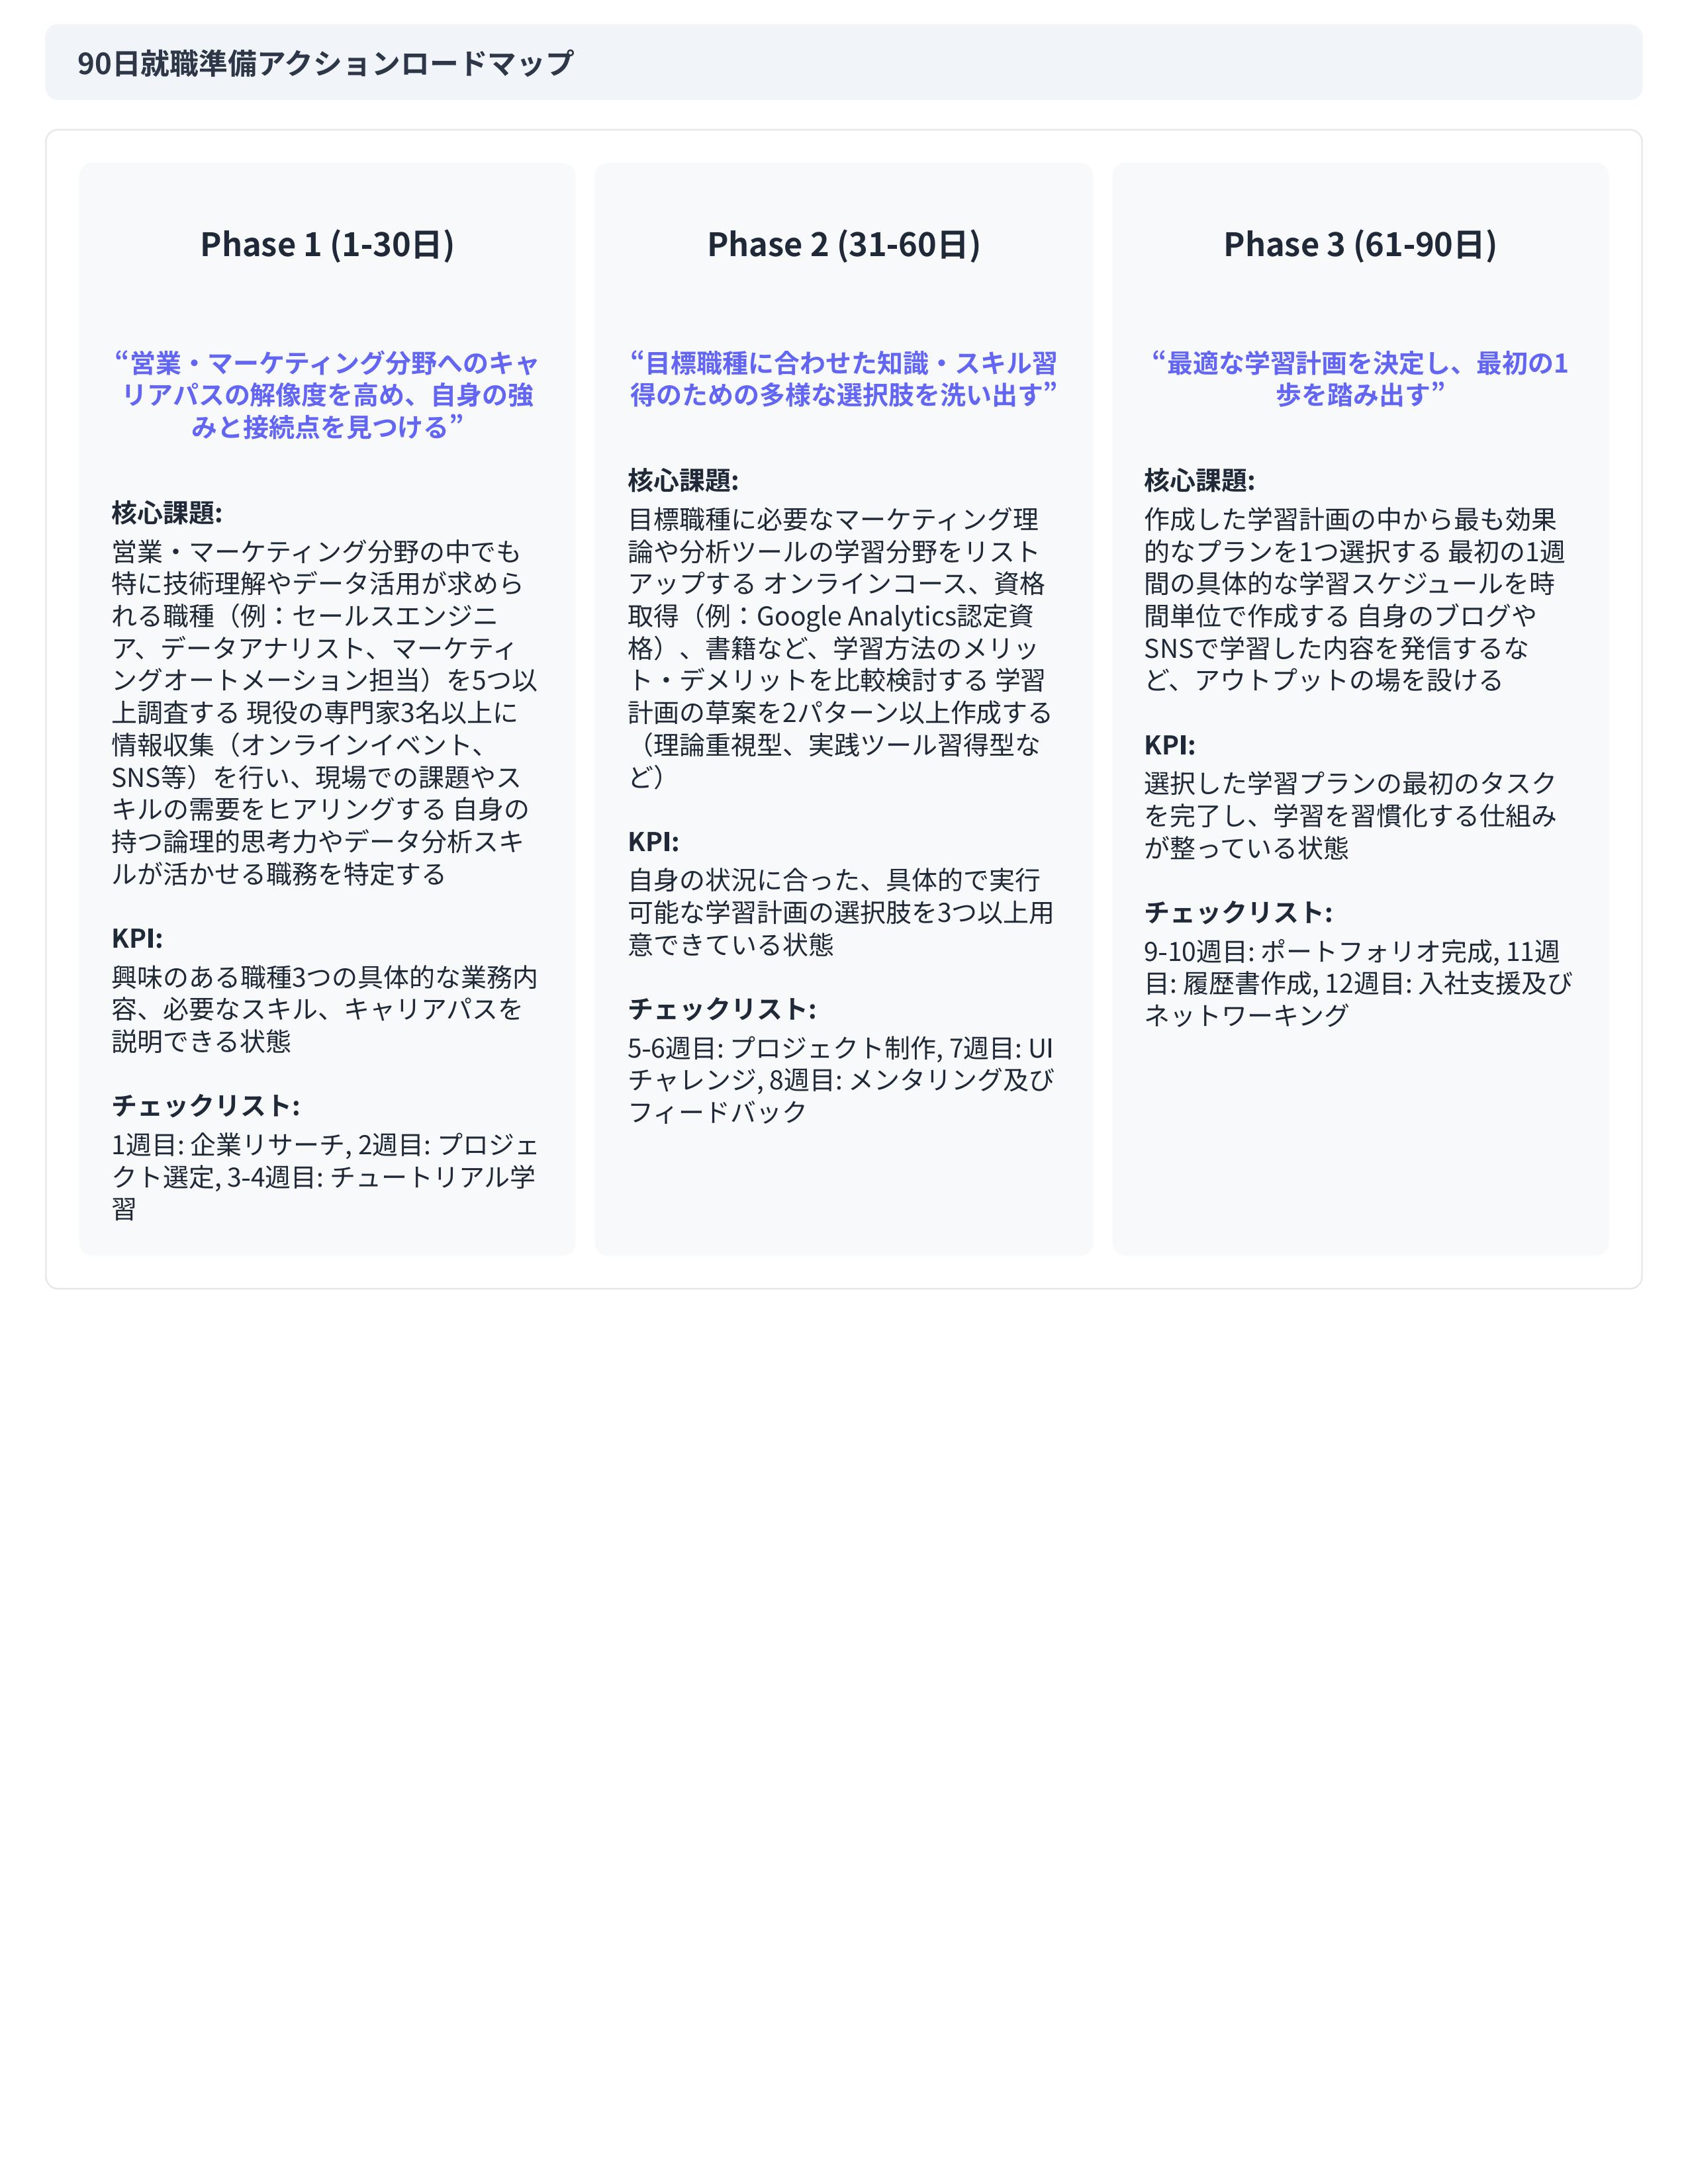 90日就職準備アクションロードマップ
Phase 1 (1-30日)
“営業・マーケティング分野へのキャ
リアパスの解像度を高め、自身の強
みと接続点を見つける”
核心課題:
営業・マーケティング分野の中でも
特に技術理解やデータ活用が求めら
れる職種（例：セールスエンジニ
ア、データアナリスト、マーケティ
ングオートメーション担当）を5つ以
上調査する 現役の専門家3名以上に
情報収集（オンラインイベント、
SNS等）を行い、現場での課題やス
キルの需要をヒアリングする 自身の
持つ論理的思考力やデータ分析スキ
ルが活かせる職務を特定する
KPI:
興味のある職種3つの具体的な業務内
容、必要なスキル、キャリアパスを
説明できる状態
チェックリスト:
1週目: 企業リサーチ, 2週目: プロジェ
クト選定, 3-4週目: チュートリアル学
習
Phase 2 (31-60日)
“目標職種に合わせた知識・スキル習
得のための多様な選択肢を洗い出す”
核心課題:
目標職種に必要なマーケティング理
論や分析ツールの学習分野をリスト
アップする オンラインコース、資格
取得（例：Google Analytics認定資
格）、書籍など、学習方法のメリッ
ト・デメリットを比較検討する 学習
計画の草案を2パターン以上作成する
（理論重視型、実践ツール習得型な
ど）
KPI:
自身の状況に合った、具体的で実行
可能な学習計画の選択肢を3つ以上用
意できている状態
チェックリスト:
5-6週目: プロジェクト制作, 7週目: UI
チャレンジ, 8週目: メンタリング及び
フィードバック
Phase 3 (61-90日)
“最適な学習計画を決定し、最初の1
歩を踏み出す”
核心課題:
作成した学習計画の中から最も効果
的なプランを1つ選択する 最初の1週
間の具体的な学習スケジュールを時
間単位で作成する 自身のブログや
SNSで学習した内容を発信するな
ど、アウトプットの場を設ける
KPI:
選択した学習プランの最初のタスク
を完了し、学習を習慣化する仕組み
が整っている状態
チェックリスト:
9-10週目: ポートフォリオ完成, 11週
目: 履歴書作成, 12週目: 入社支援及び
ネットワーキング